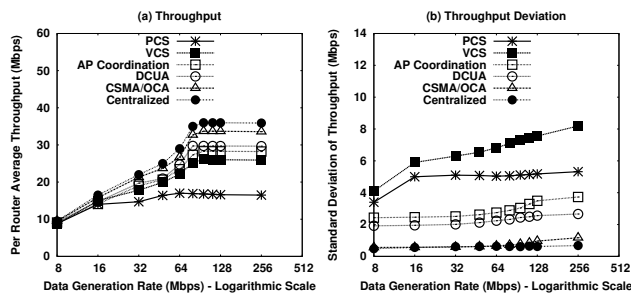 (a) Throughput
Per Router Average Throughput (Mbps)
60
50
40
30
20
10
0
PCS
VCS
AP Coordination
DCUA
CSMA/OCA
Centralized
8 16 32 64 128 256 512
Data Generation Rate (Mbps) - Logarithmic Scale
(b) Throughput Deviation
Standard Deviation of Throughput (Mbps)
14
12
10
8
6
4
2
0
PCS
VCS
AP Coordination
DCUA
CSMA/OCA
Centralized
8 16 32 64 128 256 512
Data Generation Rate (Mbps) - Logarithmic Scale